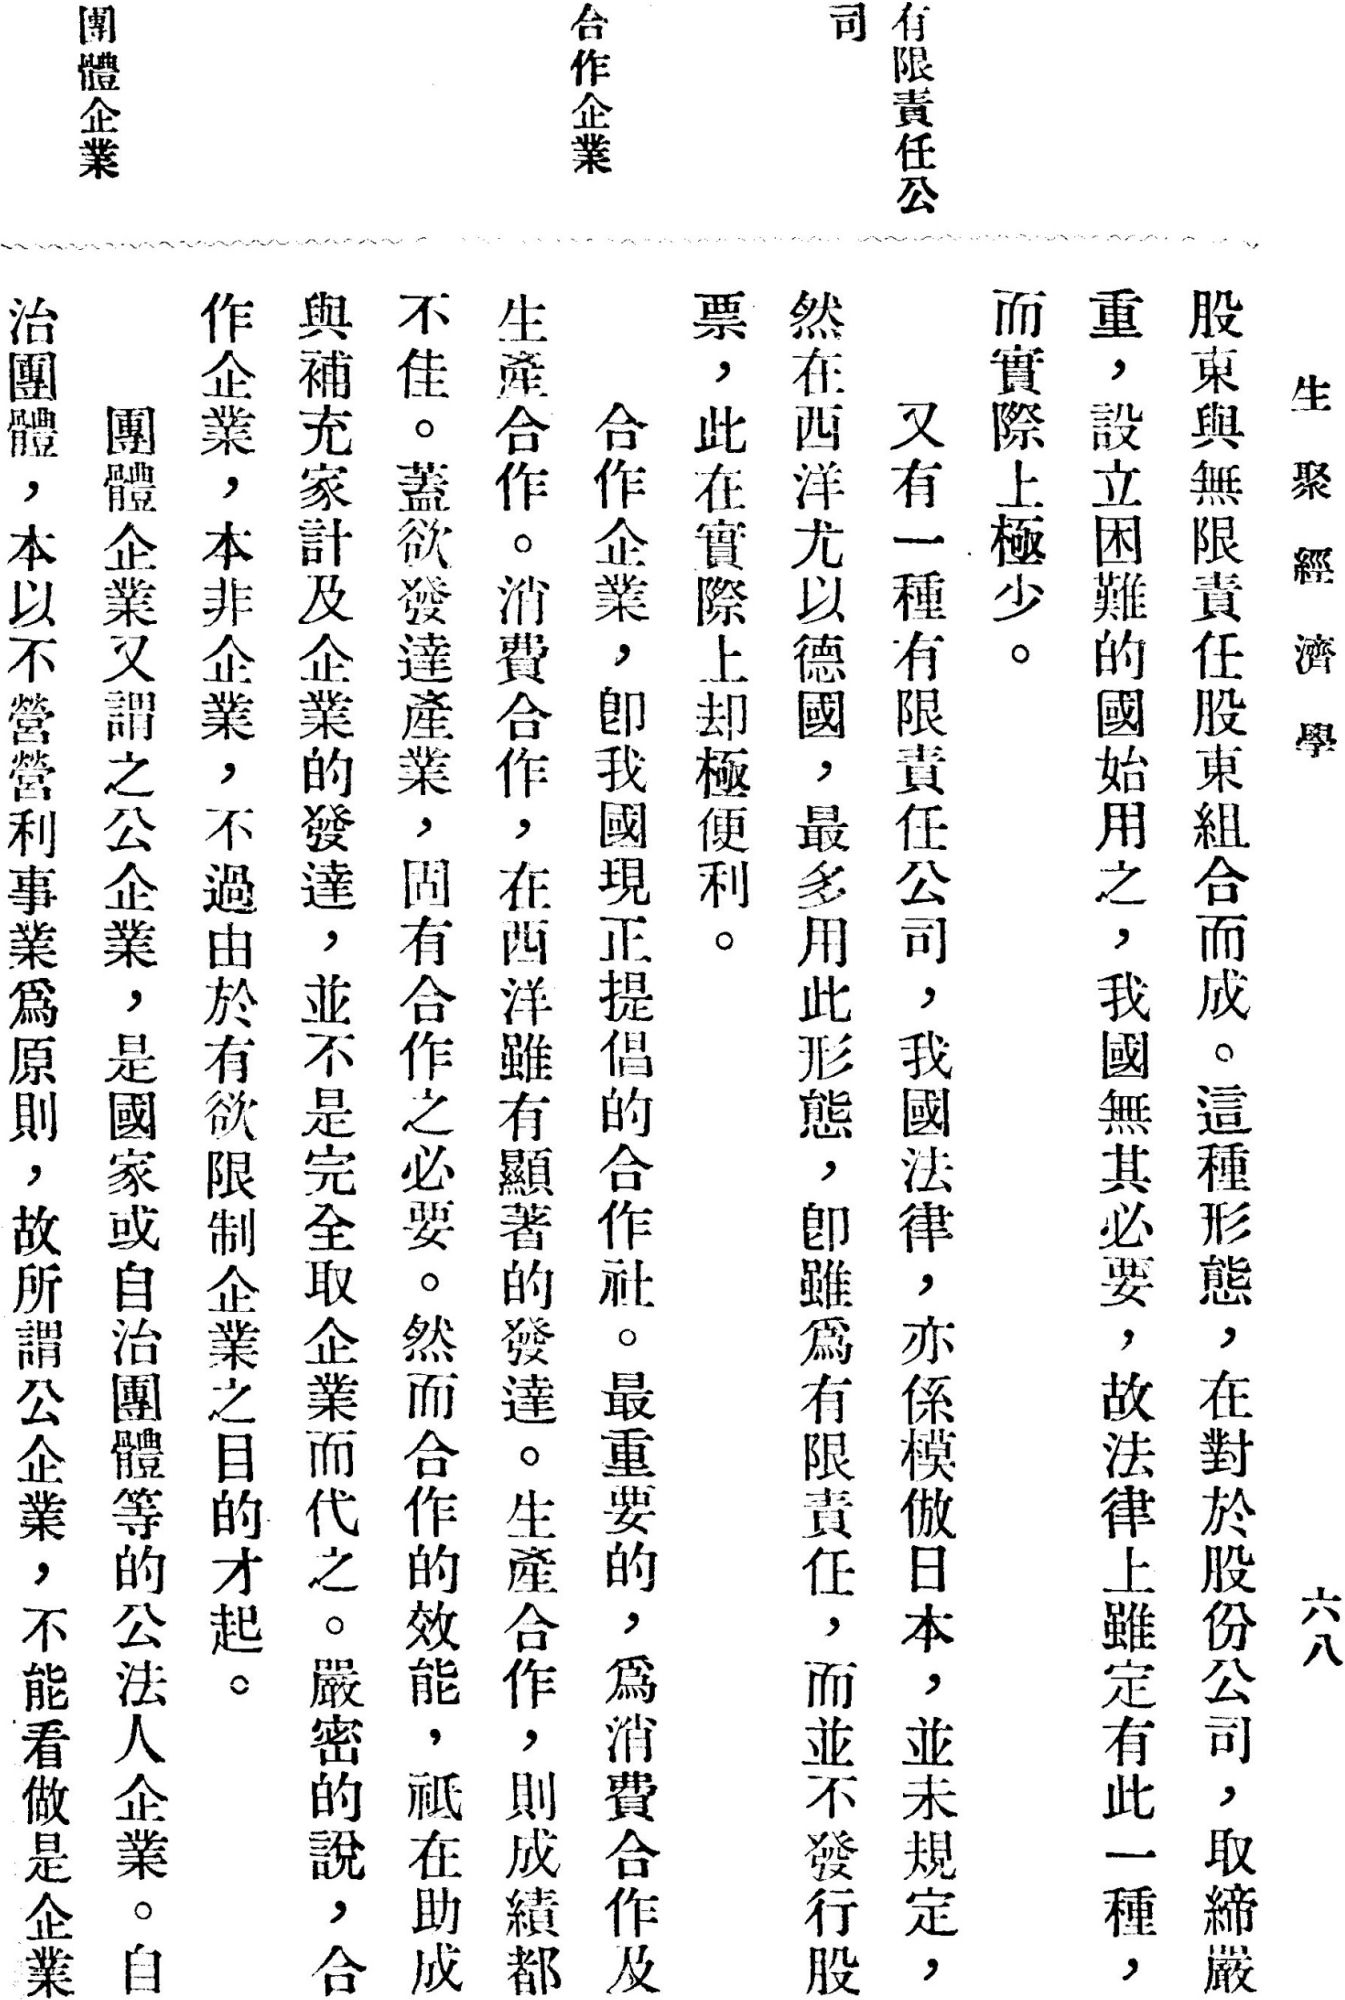 生聚經濟學
六八
股東與無限責任股東組合而成。這種形態，在對於股份公司，取締嚴
重，設立困難的國始用之，我國無其必要，故法律上雖定有此一種，
而實際上極少。
有限責任公
司
又有一種有限責任公司，我國法律，亦係模倣日本，並未規定，
然在西洋尤以德國，最多用此形態，卽雖爲有限責任，而並不發行股
票，此在實際上却極便利。
合作企業
合作企業，卽我國現正提倡的合作社。最重要的，爲消費合作及
生產合作。消費合作，在西洋雖有顯著的發達。生產合作，則成績都
不佳。蓋欲發達產業，固有合作之必要。然而合作的效能，祇在助成
與補充家計及企業的發達，並不是完全取企業而代之。嚴密的說，合
作企業，本非企業，不過由於有欲限制企業之目的才起。
團體企業
團體企業又謂之公企業，是國家或自治團體等的公法人企業。自
治團體，本以不營營利事業爲原則，故所謂公企業，不能看做是企業